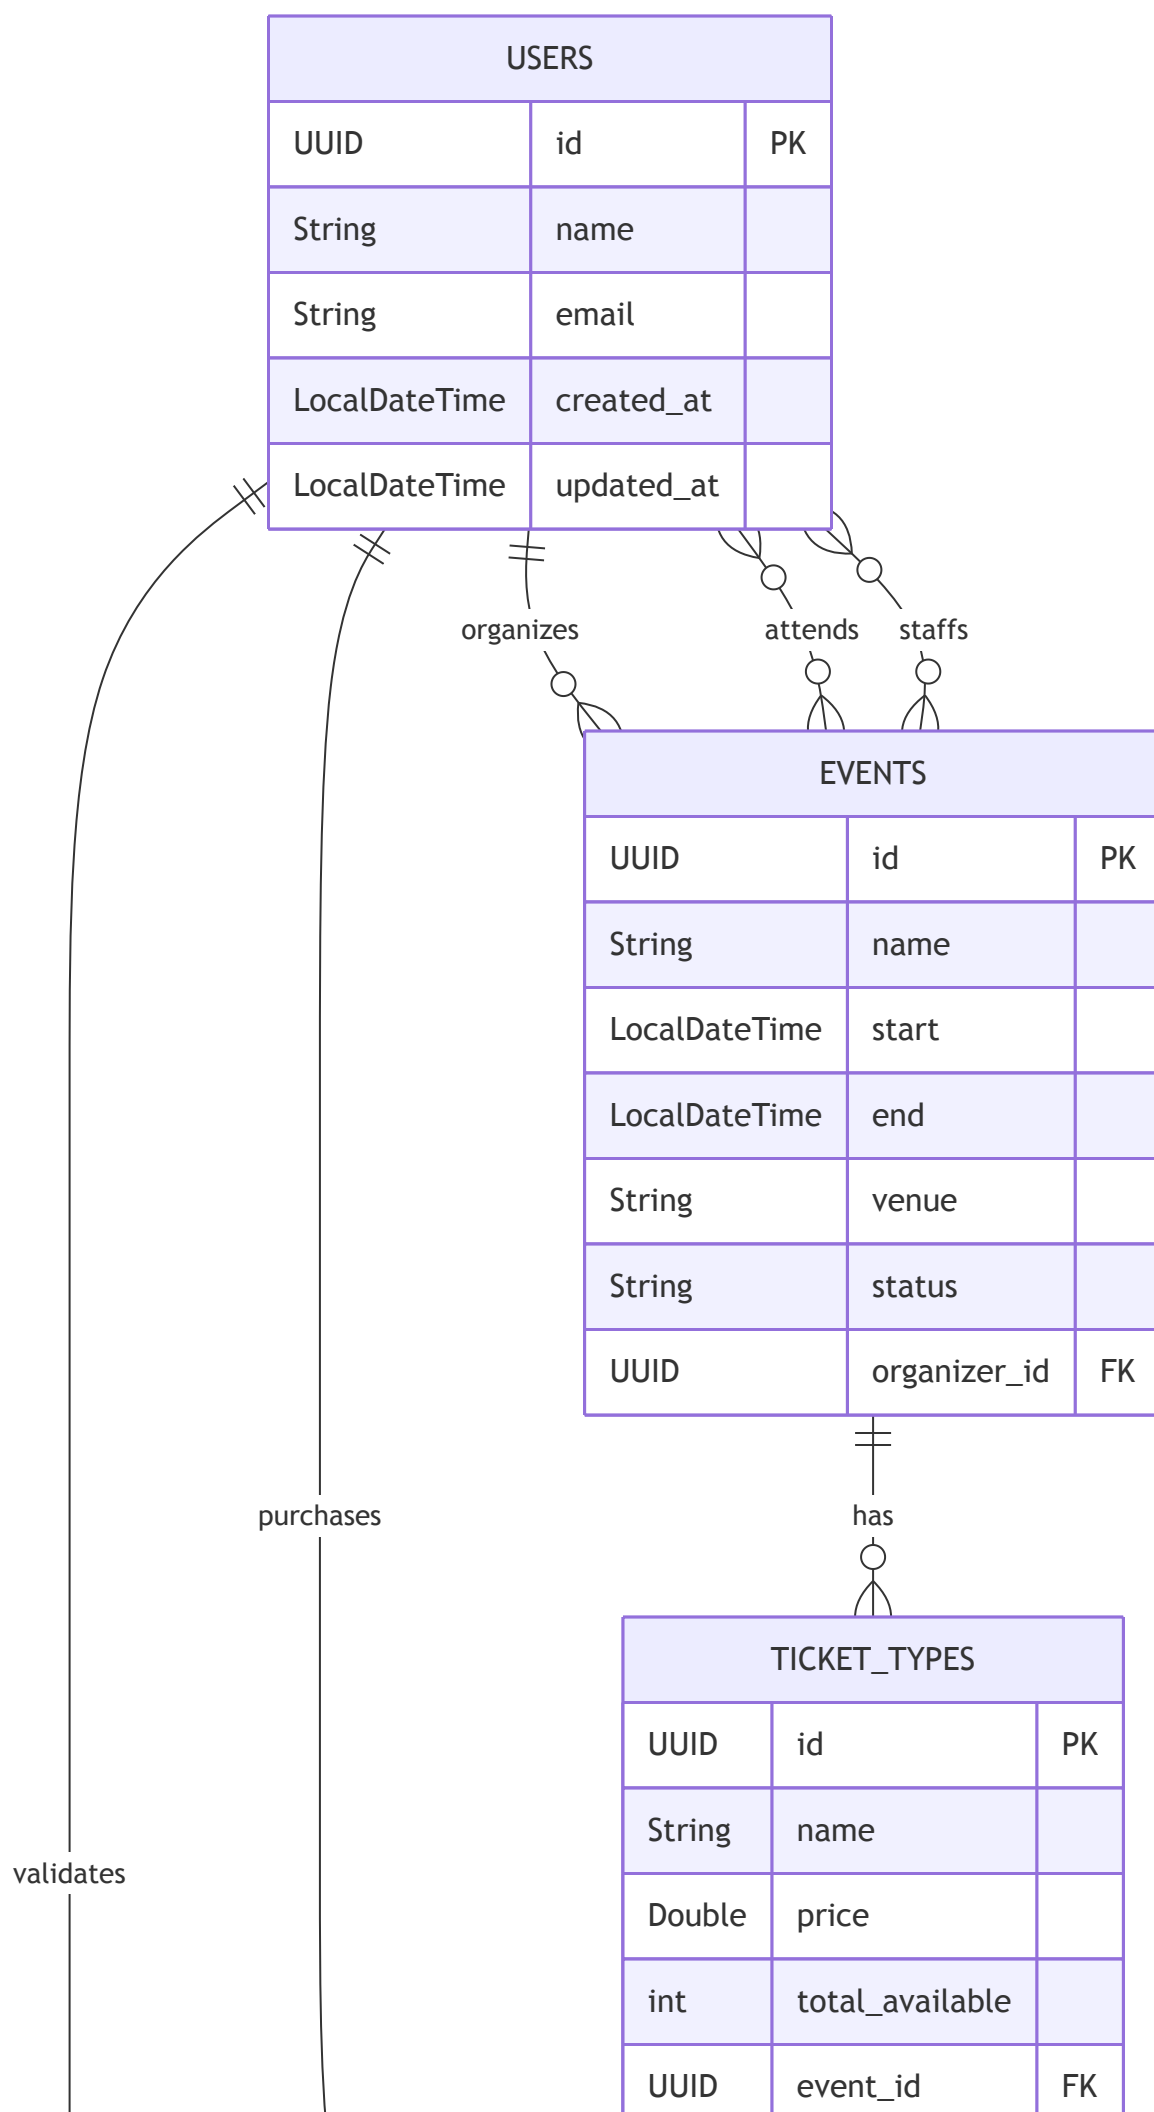 USERS
UUID id PK
String name
String email
LocalDateTime created_at
LocalDateTime updated_at
organizes attends staffs
EVENTS
UUID id PK
String name
LocalDateTime start
LocalDateTime end
String venue
String status
UUID organizer_id FK
purchases has
TICKET_TYPES
UUID id PK
String name
validates
Double price
int total_available
UUID event_id FK